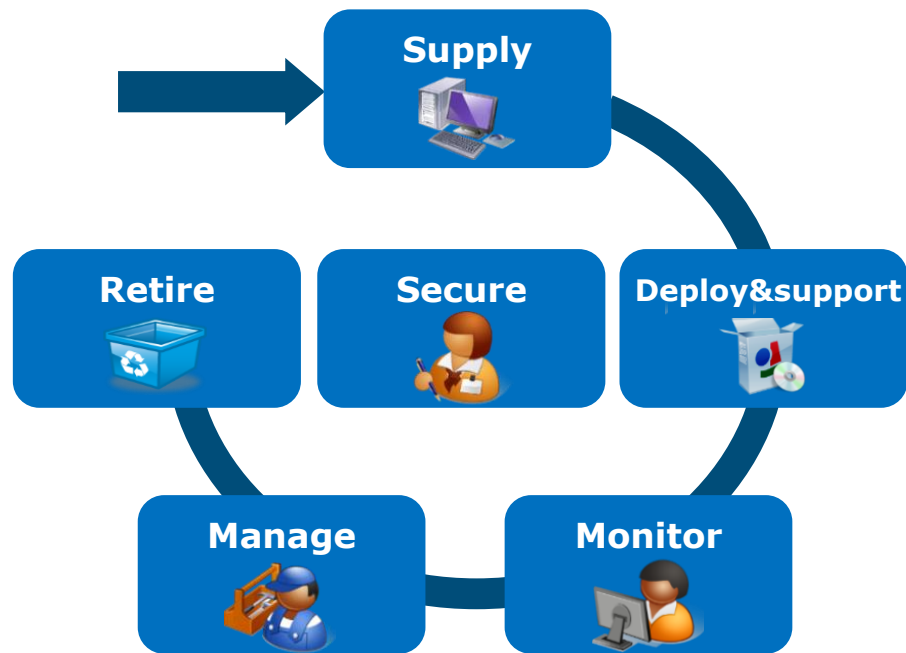 Supply
Retire
Secure
Deploy&support
Manage
Monitor